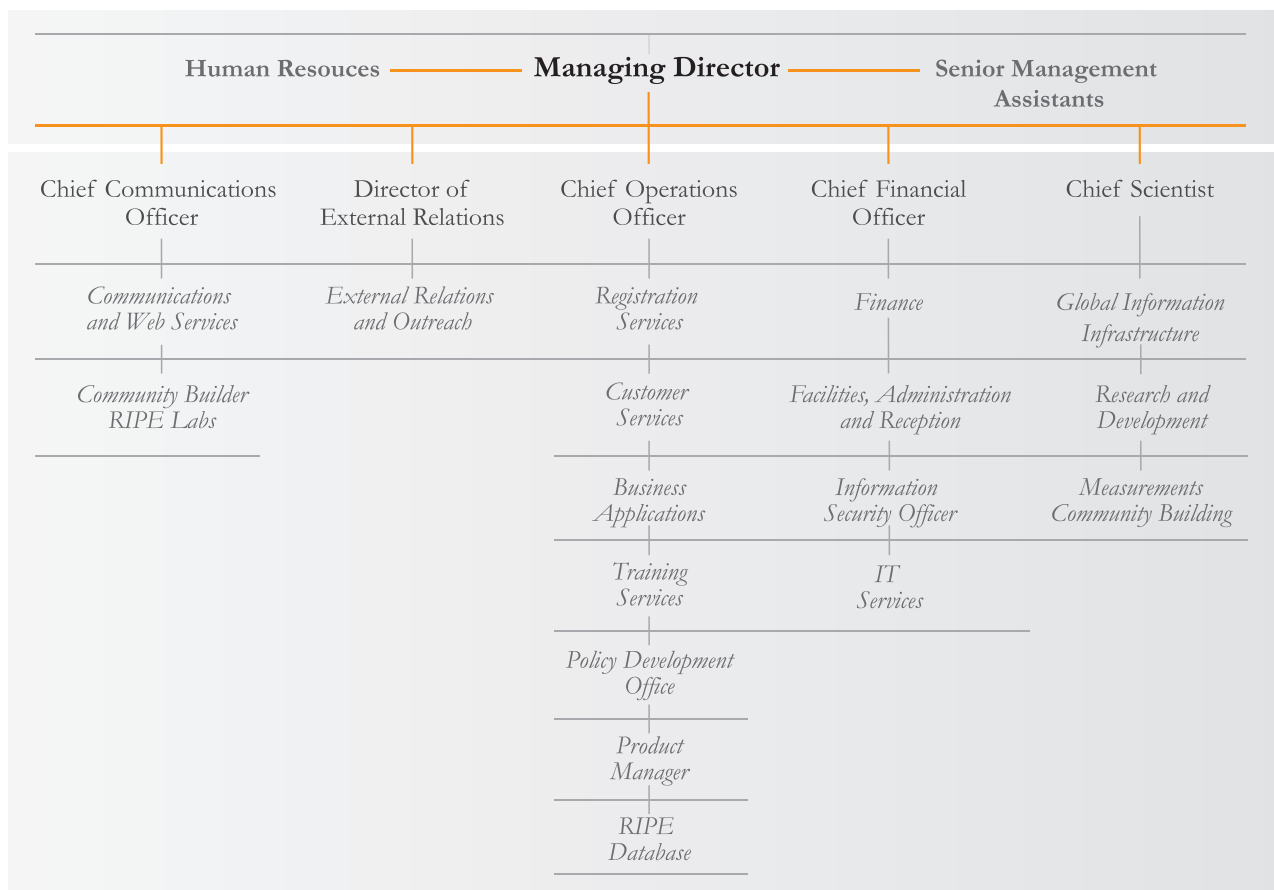 Human Resouces
Managing Director
Senior Management
Assistants
Chief Communications
Officer
Director of
External Relations
Chief Operations
Officer
Chief Financial
Officer
Chief Scientist
Communications
and Web Services
External Relations
and Outreach
Registration
Services
Finance
Global Information
Infrastructure
Community Builder
RIPE Labs
Customer
Services
Facilities, Administration
and Reception
Research and
Development
Business
Applications
Information
Security Officer
Measurements
Community Building
Training
Services
IT
Services
Policy Development
Office
Product
Manager
RIPE
Database